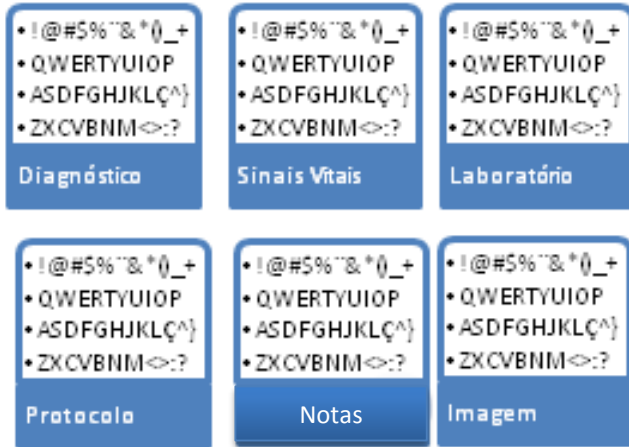 • !@#$%¨&*()_+
• QWERTYUIOP
• ASDFGHJKLÇ^}
• ZXCVBNM<>:?
Diagnóstico
• !@#$%¨&*()_+
• QWERTYUIOP
• ASDFGHJKLÇ^}
• ZXCVBNM<>:?
Sinais Vitais
• !@#$%¨&*()_+
• QWERTYUIOP
• ASDFGHJKLÇ^}
• ZXCVBNM<>:?
Laboratório
• !@#$%¨&*()_+
• QWERTYUIOP
• ASDFGHJKLÇ^}
• ZXCVBNM<>:?
Protocolo
• !@#$%¨&*()_+
• QWERTYUIOP
• ASDFGHJKLÇ^}
• ZXCVBNM<>:?
Notas
• !@#$%¨&*()_+
• QWERTYUIOP
• ASDFGHJKLÇ^}
• ZXCVBNM<>:?
Imagem